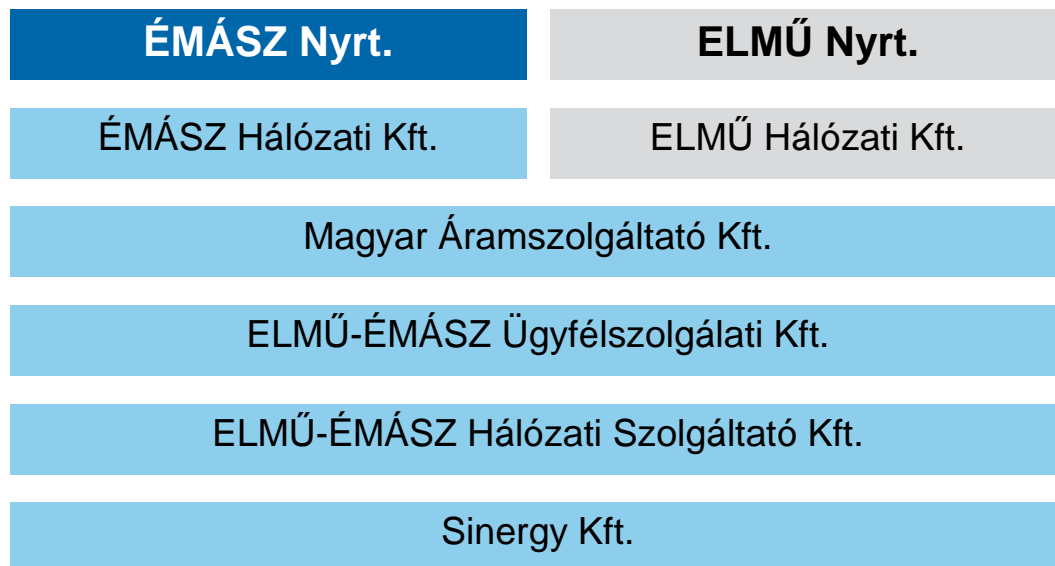 ÉMÁSZ Nyrt.
ELMŰ Nyrt.
ÉMÁSZ Hálózati Kft.
ELMŰ Hálózati Kft.
Magyar Áramszolgáltató Kft.
ELMŰ-ÉMÁSZ Ügyfélszolgálati Kft.
ELMŰ-ÉMÁSZ Hálózati Szolgáltató Kft.
Sinergy Kft.